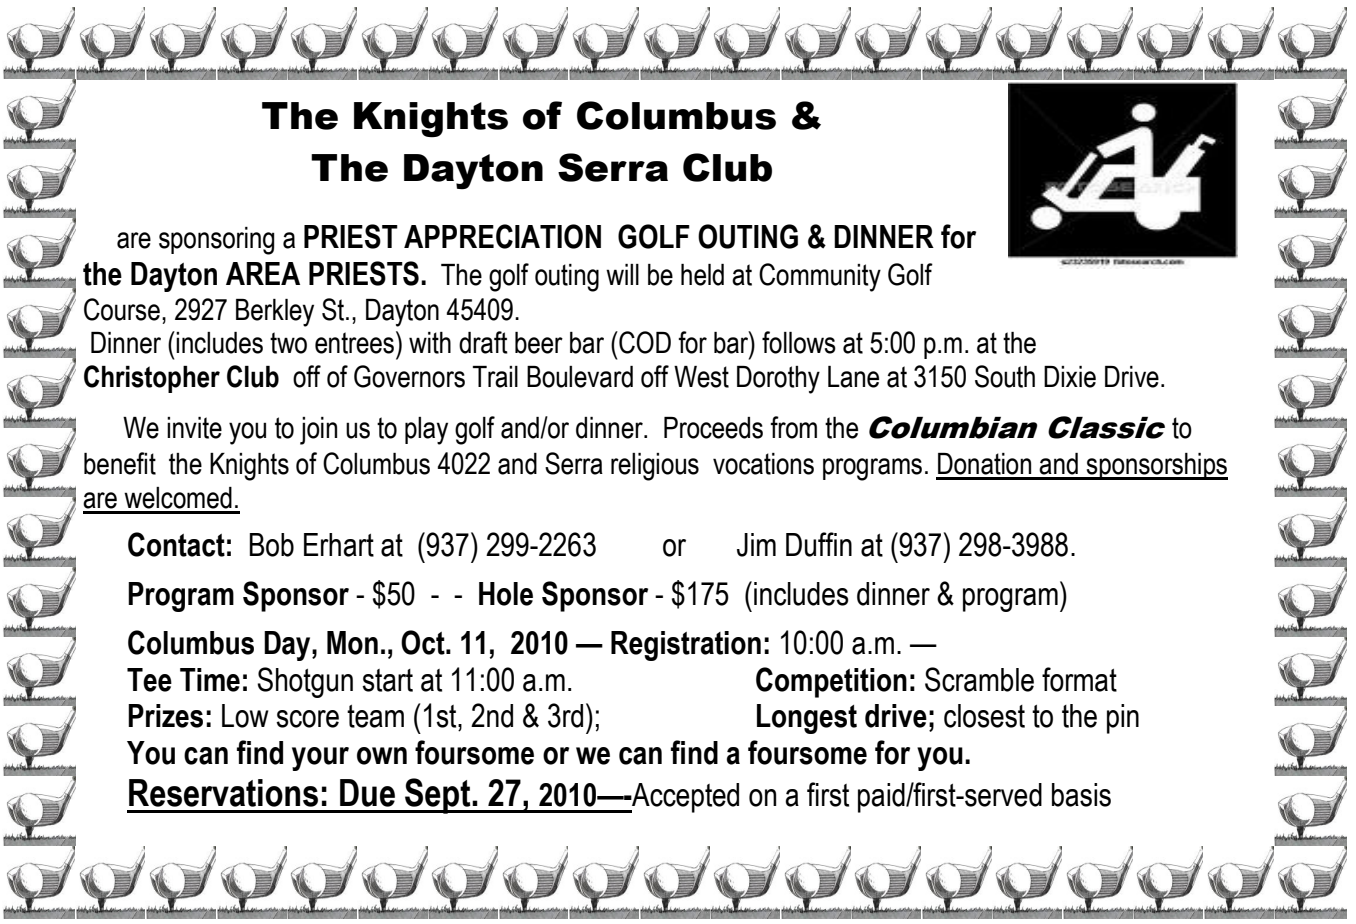 The Knights of Columbus &
The Dayton Serra Club
are sponsoring a PRIEST APPRECIATION GOLF OUTING & DINNER for
the Dayton AREA PRIESTS. The golf outing will be held at Community Golf
Course, 2927 Berkley St., Dayton 45409.
Dinner (includes two entrees) with draft beer bar (COD for bar) follows at 5:00 p.m. at the
Christopher Club off of Governors Trail Boulevard off West Dorothy Lane at 3150 South Dixie Drive.
We invite you to join us to play golf and/or dinner. Proceeds from the Columbian Classic to
benefit the Knights of Columbus 4022 and Serra religious vocations programs. Donation and sponsorships
are welcomed.
Contact: Bob Erhart at (937) 299-2263 or Jim Duffin at (937) 298-3988.
Program Sponsor - $50 - - Hole Sponsor - $175 (includes dinner & program)
Columbus Day, Mon., Oct. 11, 2010 — Registration: 10:00 a.m. —
Tee Time: Shotgun start at 11:00 a.m. Competition: Scramble format
Prizes: Low score team (1st, 2nd & 3rd); Longest drive; closest to the pin
You can find your own foursome or we can find a foursome for you.
Reservations: Due Sept. 27, 2010—-Accepted on a first paid/first-served basis